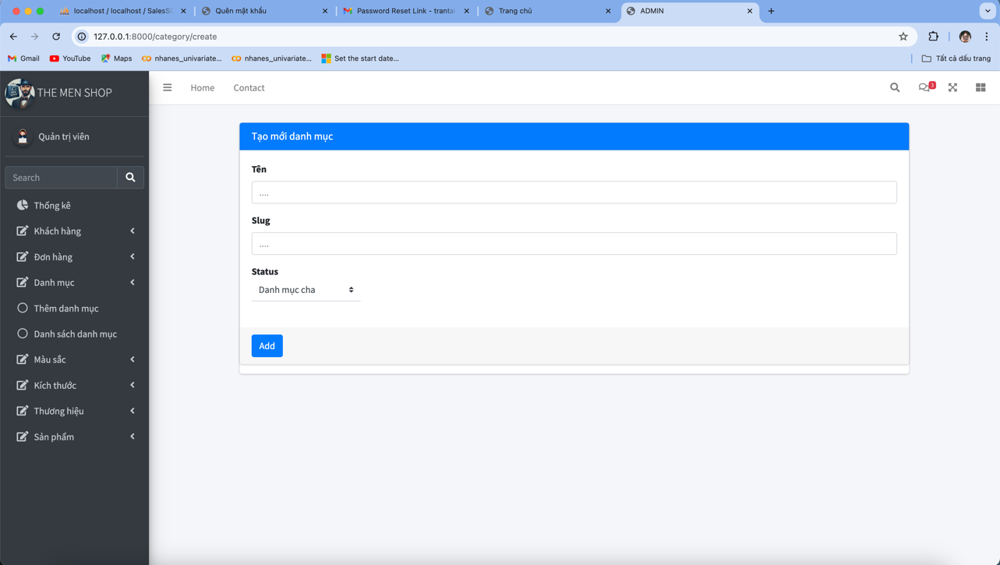 localhost / localhost / SalesSC
Quên mật khẩu
Password Reset Link - trantai
Trang chủ
ADMIN
127.0.0.1:8000/category/create
Gmail
YouTube
Maps
nhanes_univariate...
nhanes_univariate...
Set the start date...
Tất cả dấu trang
THE MEN SHOP
Home
Contact
3
Quản trị viên
Search
Thống kê
Khách hàng
Đơn hàng
Danh mục
Thêm danh mục
Danh sách danh mục
Màu sắc
Kích thước
Thương hiệu
Sản phẩm
Tạo mới danh mục
Tên
....
Slug
....
Status
Danh mục cha
Add